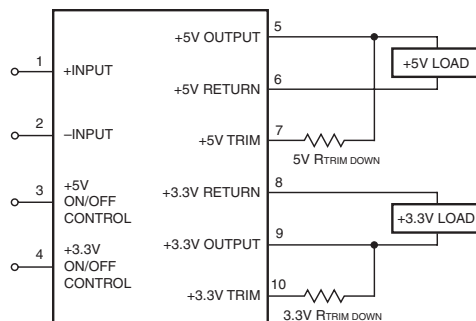 1 +INPUT
2 –INPUT
3 +5V
ON/OFF
CONTROL
4 +3.3V
ON/OFF
CONTROL
+5V OUTPUT 5
+5V RETURN 6
+5V TRIM 7
+3.3V RETURN 8
+3.3V OUTPUT 9
+3.3V TRIM 10
+5V LOAD
5V RTRIM DOWN
+3.3V LOAD
3.3V RTRIM DOWN